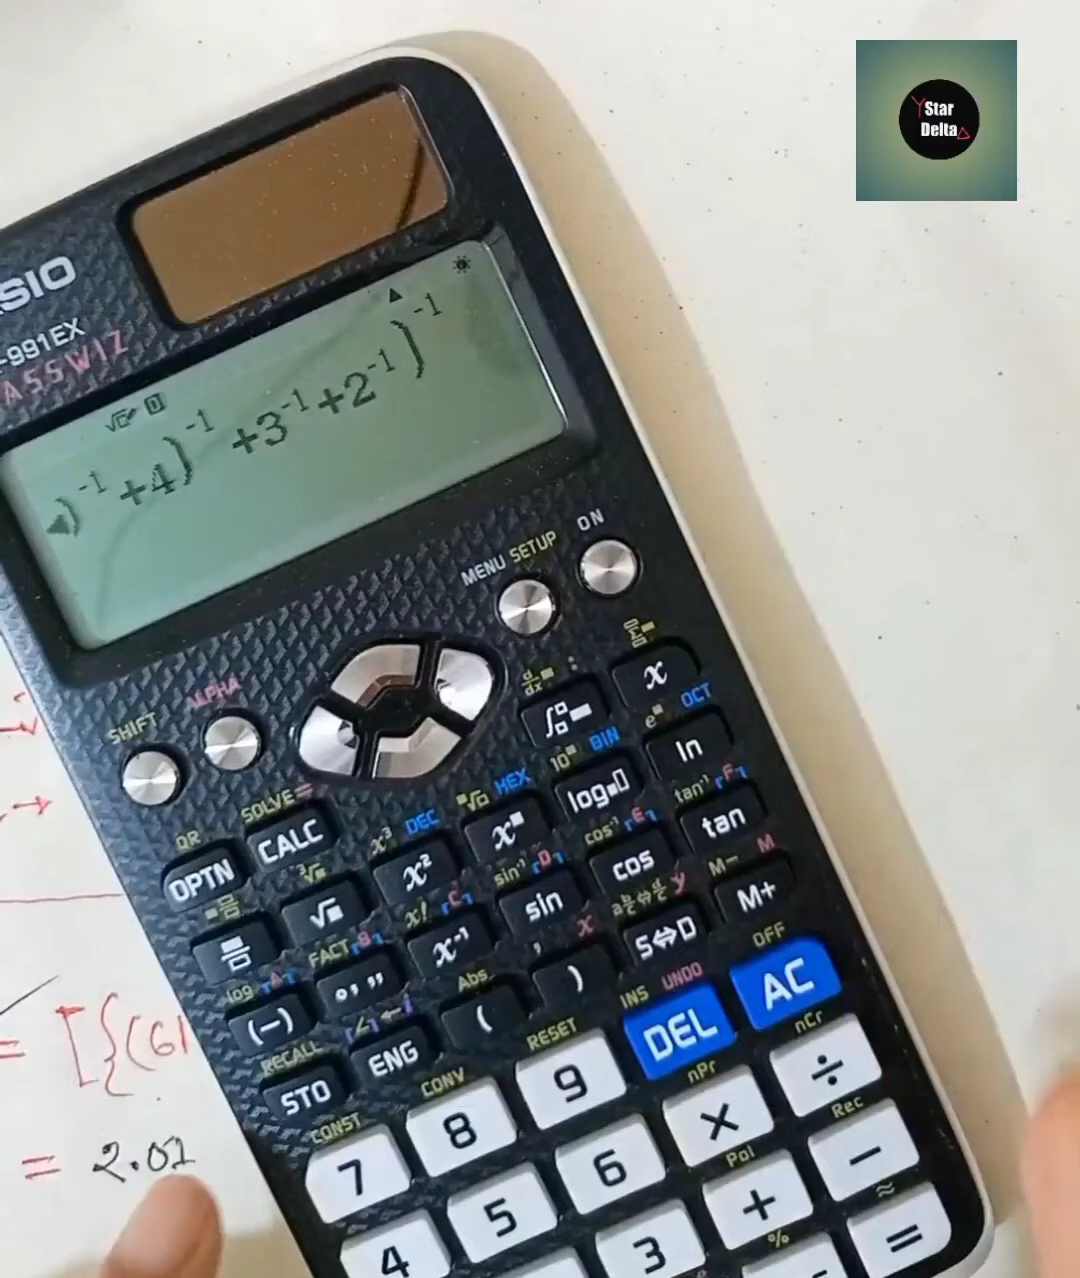 Star
Delta
SIO
-991EX
ASSWIZ
)⁻¹+4)⁻¹+3⁻¹+2⁻¹)⁻¹
MENU SETUP ON
SHIFT ALPHA
x
OCT
SOLVE =
10■ BIN
e■
ln
QR
CALC
x³ DEC
■√□ HEX
log■□
tan⁻¹ F
OPTN
x²
x■
cos⁻¹ E
tan
√■
x! C
sin⁻¹ D
cos
M− M
FACT B
x⁻¹
sin
y
M+
log A
°,,,
Abs
, x
S⇔D
OFF
(−)
(
)
INS UNDO
AC
RECALL
ENG
RESET
DEL
nCr
STO
CONV
9
nPr
÷
CONST
8
×
Rec
7
6
Pol
−
5
+
≈
4
3
%
=
= [{(61
= 2.01